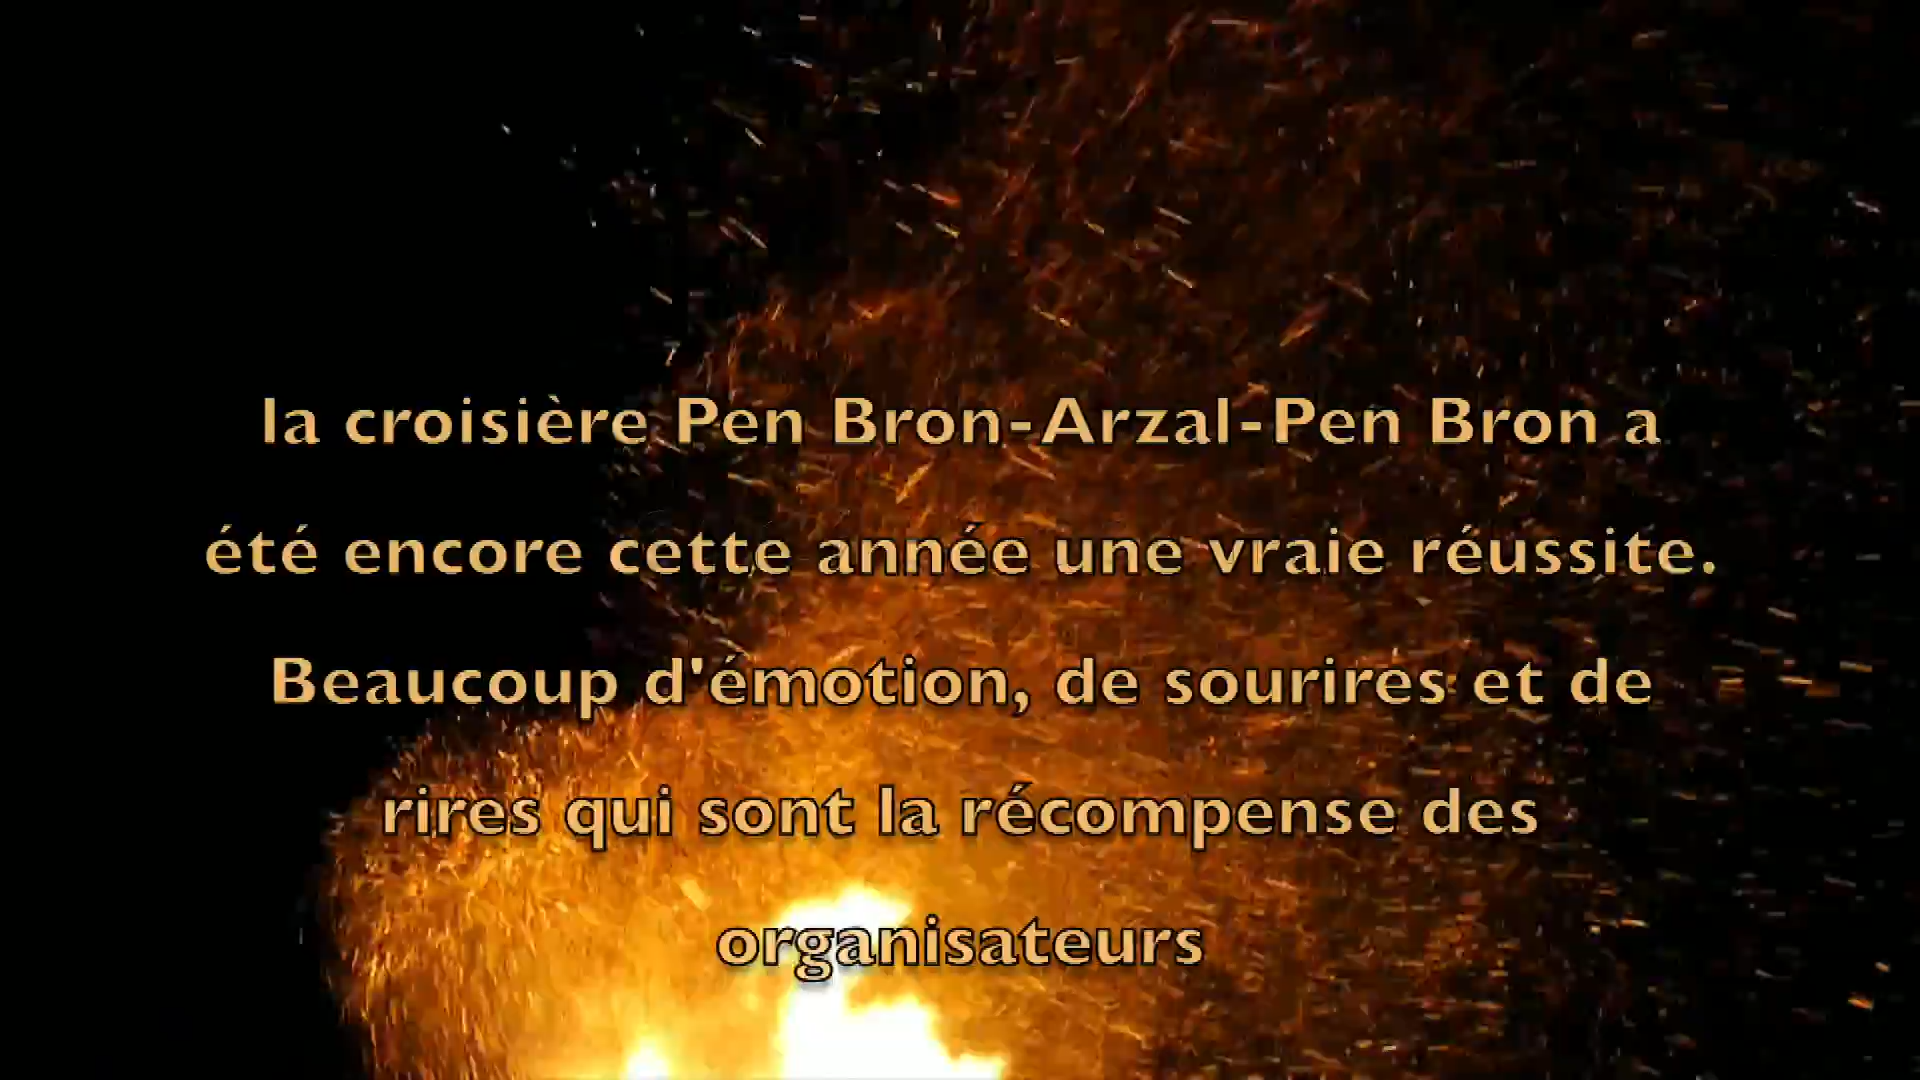 la croisière Pen Bron-Arzal-Pen Bron a
été encore cette année une vraie réussite.
Beaucoup d'émotion, de sourires et de
rires qui sont la récompense des
organisateurs